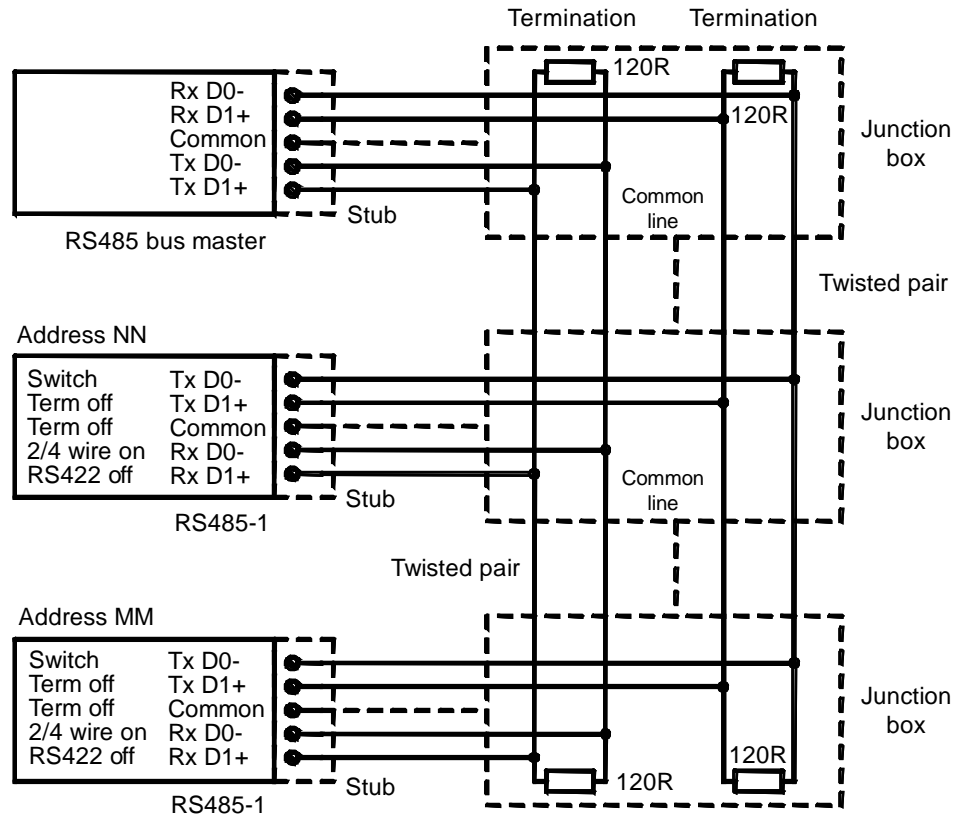 Termination
Termination
120R
120R
Rx D0-
Rx D1+
Common
Tx D0-
Tx D1+
Junction
box
Common
line
Stub
RS485 bus master
Twisted pair
Address NN
Switch
Tx D0-
Term off
Tx D1+
Term off
Common
2/4 wire on
Rx D0-
RS422 off
Rx D1+
Junction
box
Common
line
Stub
RS485-1
Twisted pair
Address MM
Switch
Tx D0-
Term off
Tx D1+
Term off
Common
2/4 wire on
Rx D0-
RS422 off
Rx D1+
Junction
box
120R
120R
Stub
RS485-1